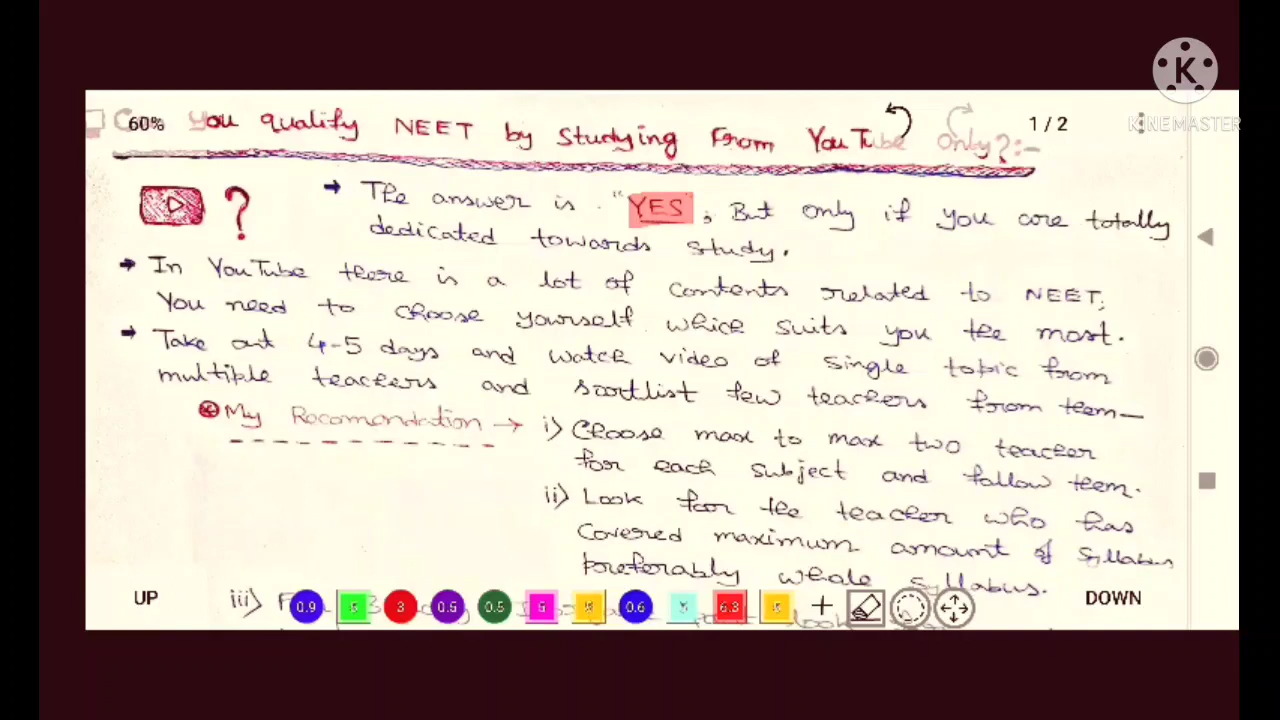 K
KINEMASTER
60%
1 / 2
You qualify NEET by Studying From YouTube Only?:-
?
→ The answer is "YES", But only if you are totally
dedicated towards study.
→ In YouTube there is a lot of contents related to NEET;
You need to choose yourself which suits you the most.
→ Take out 4-5 days and watch video of single topic from
multiple teachers and scortlist few teachers from them—
My Recomendation → i) Choose max to max two teacher
for each subject and follow them.
ii) Look for the teacher who has
Covered maximum amount of syllabus
preferably whole syllabus.
UP
iii)
0.9 5 3 0.5 0.5 5 0.6 6.3
DOWN